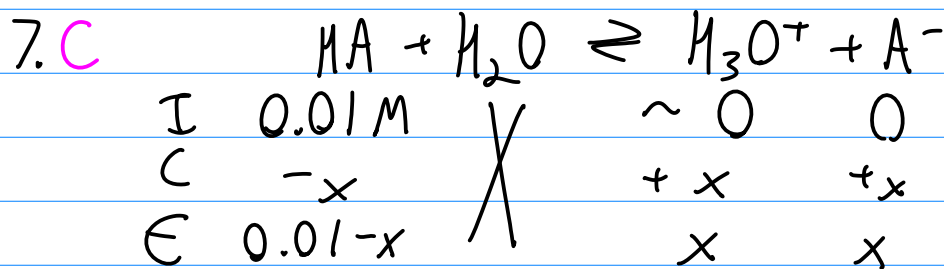 7. C HA + H₂O ⇌ H₃O⁺ + A⁻
I 0.01 M ~ 0 0
C -x + x +x
E 0.01-x x x